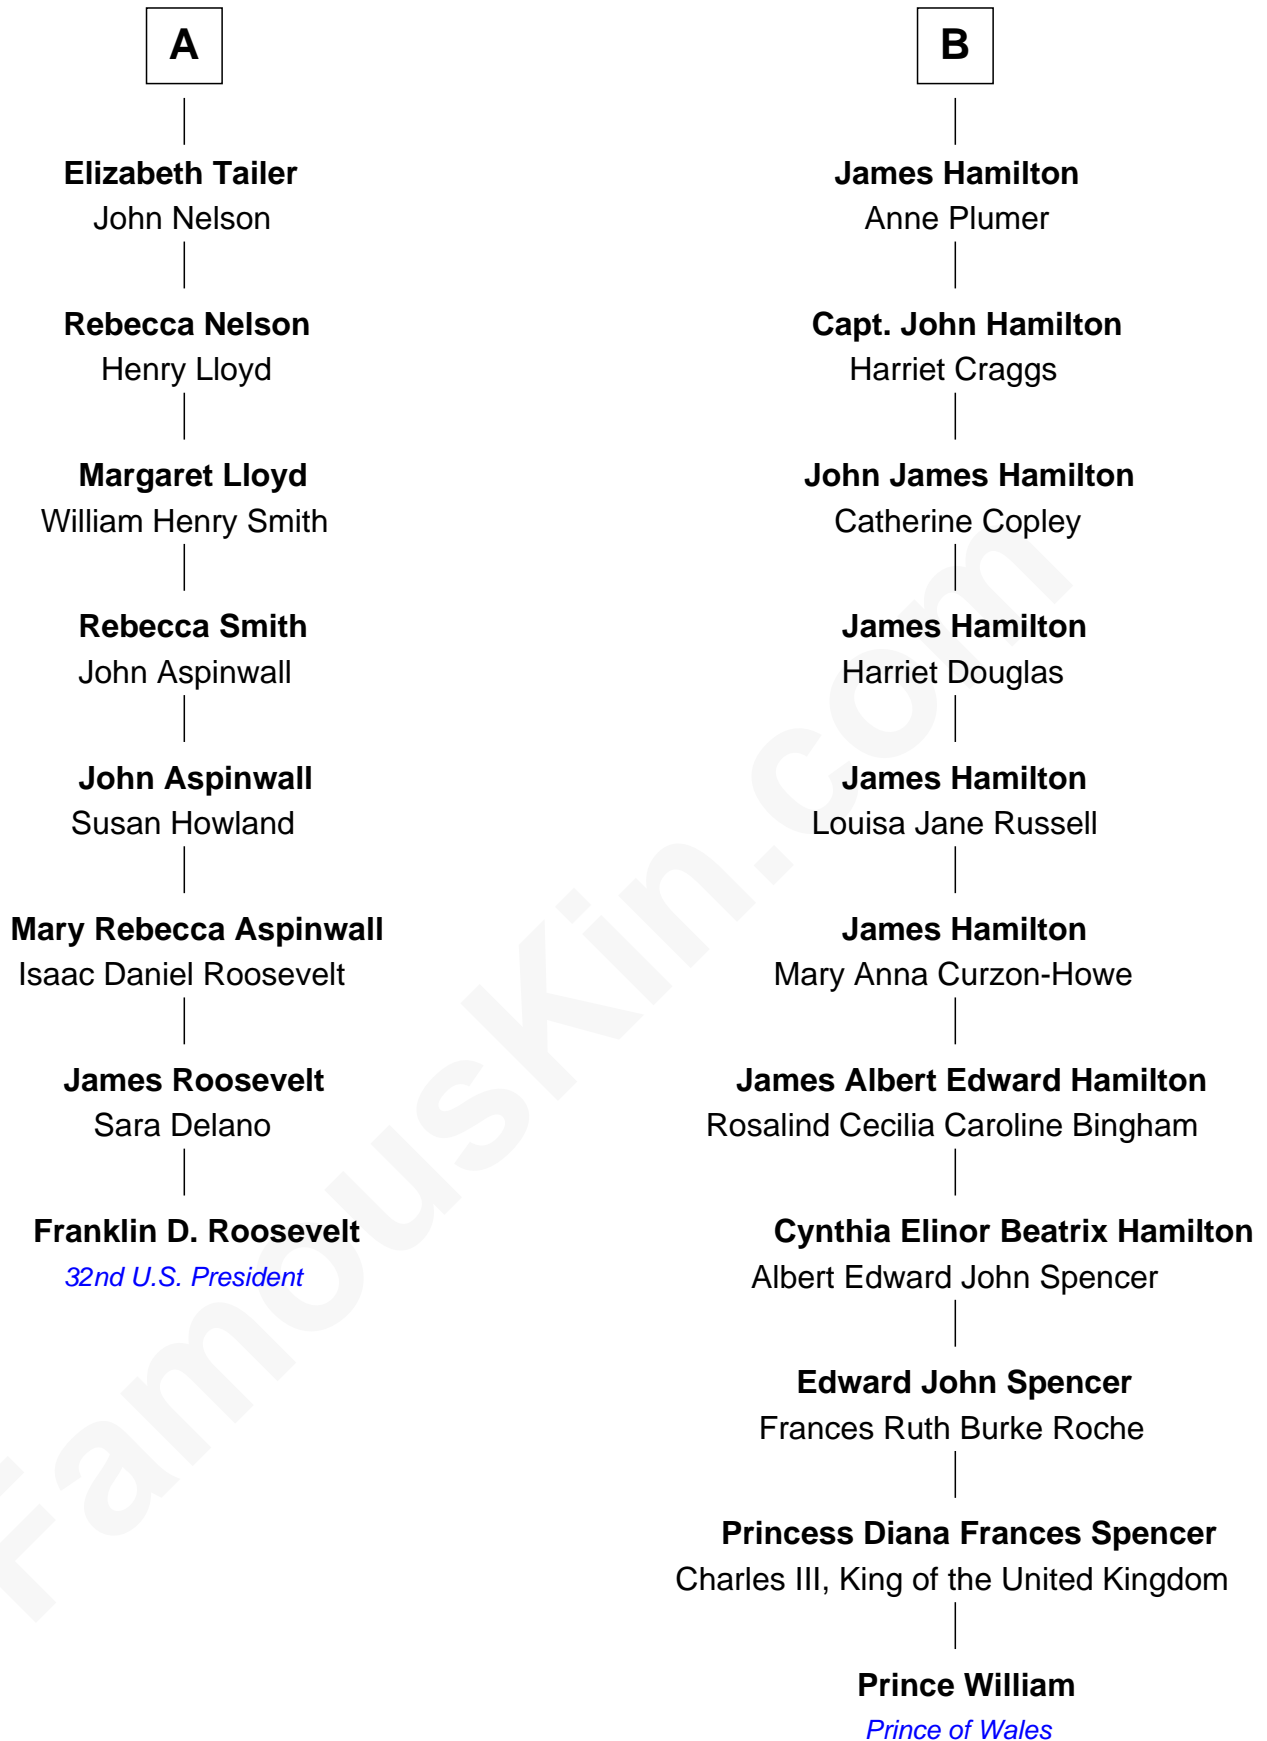 A
Elizabeth Tailer
John Nelson
Rebecca Nelson
Henry Lloyd
Margaret Lloyd
William Henry Smith
Rebecca Smith
John Aspinwall
John Aspinwall
Susan Howland
Mary Rebecca Aspinwall
Isaac Daniel Roosevelt
James Roosevelt
Sara Delano
Franklin D. Roosevelt
32nd U.S. President
B
James Hamilton
Anne Plumer
Capt. John Hamilton
Harriet Craggs
John James Hamilton
Catherine Copley
James Hamilton
Harriet Douglas
James Hamilton
Louisa Jane Russell
James Hamilton
Mary Anna Curzon-Howe
James Albert Edward Hamilton
Rosalind Cecilia Caroline Bingham
Cynthia Elinor Beatrix Hamilton
Albert Edward John Spencer
Edward John Spencer
Frances Ruth Burke Roche
Princess Diana Frances Spencer
Charles III, King of the United Kingdom
Prince William
Prince of Wales
FamousKin.com